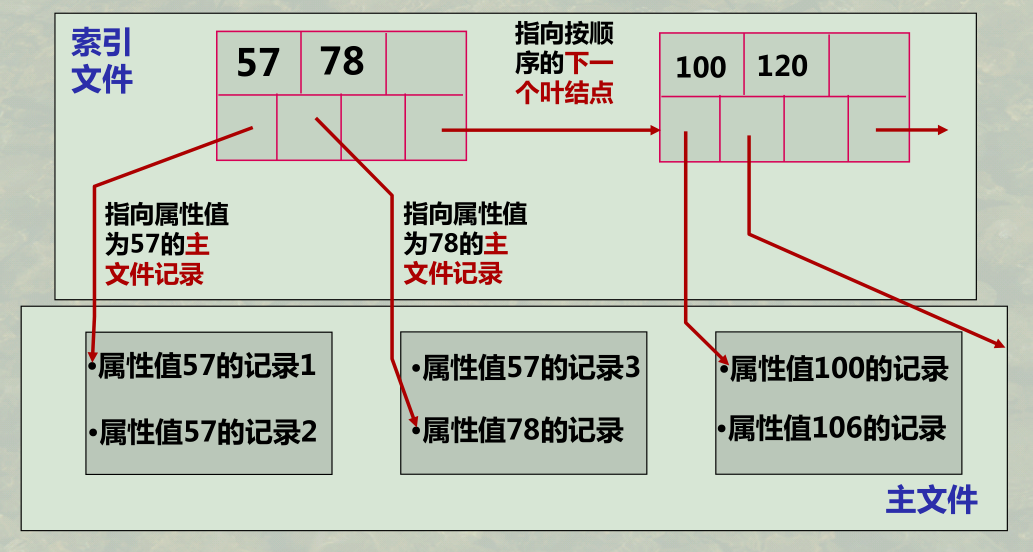 索引
文件
57
78
指向按顺
序的下一
个叶结点
100
120
指向属性值
为57的主
文件记录
指向属性值
为78的主
文件记录
•属性值57的记录1
•属性值57的记录2
•属性值57的记录3
•属性值78的记录
•属性值100的记录
•属性值106的记录
主文件